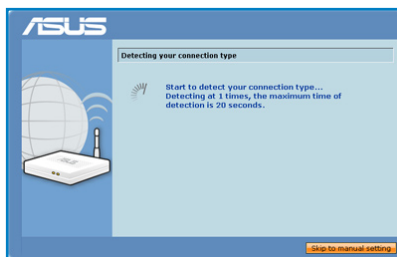 ASUS
Detecting your connection type
Start to detect your connection type...
Detecting at 1 times, the maximum time of
detection is 20 seconds.
Skip to manual setting